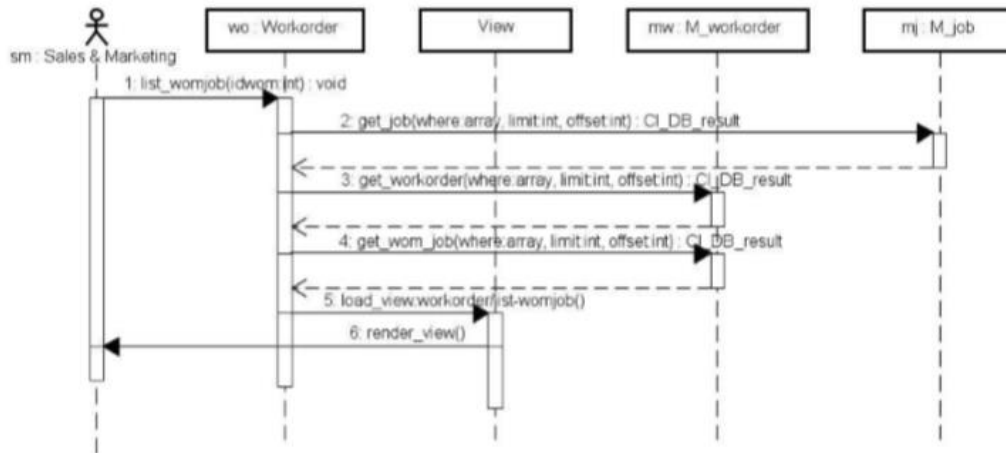 wo : Workorder
View
mw : M_workorder
mj : M_job
sm : Sales & Marketing
1: list_womjob(idwom:int) : void
2: get_job(where:array, limit:int, offset:int) : CI_DB_result
3: get_workorder(where:array, limit:int, offset:int) : CI_DB_result
4: get_wom_job(where:array, limit:int, offset:int) : CI_DB_result
5: load_view:workorder/list-womjob()
6: render_view()